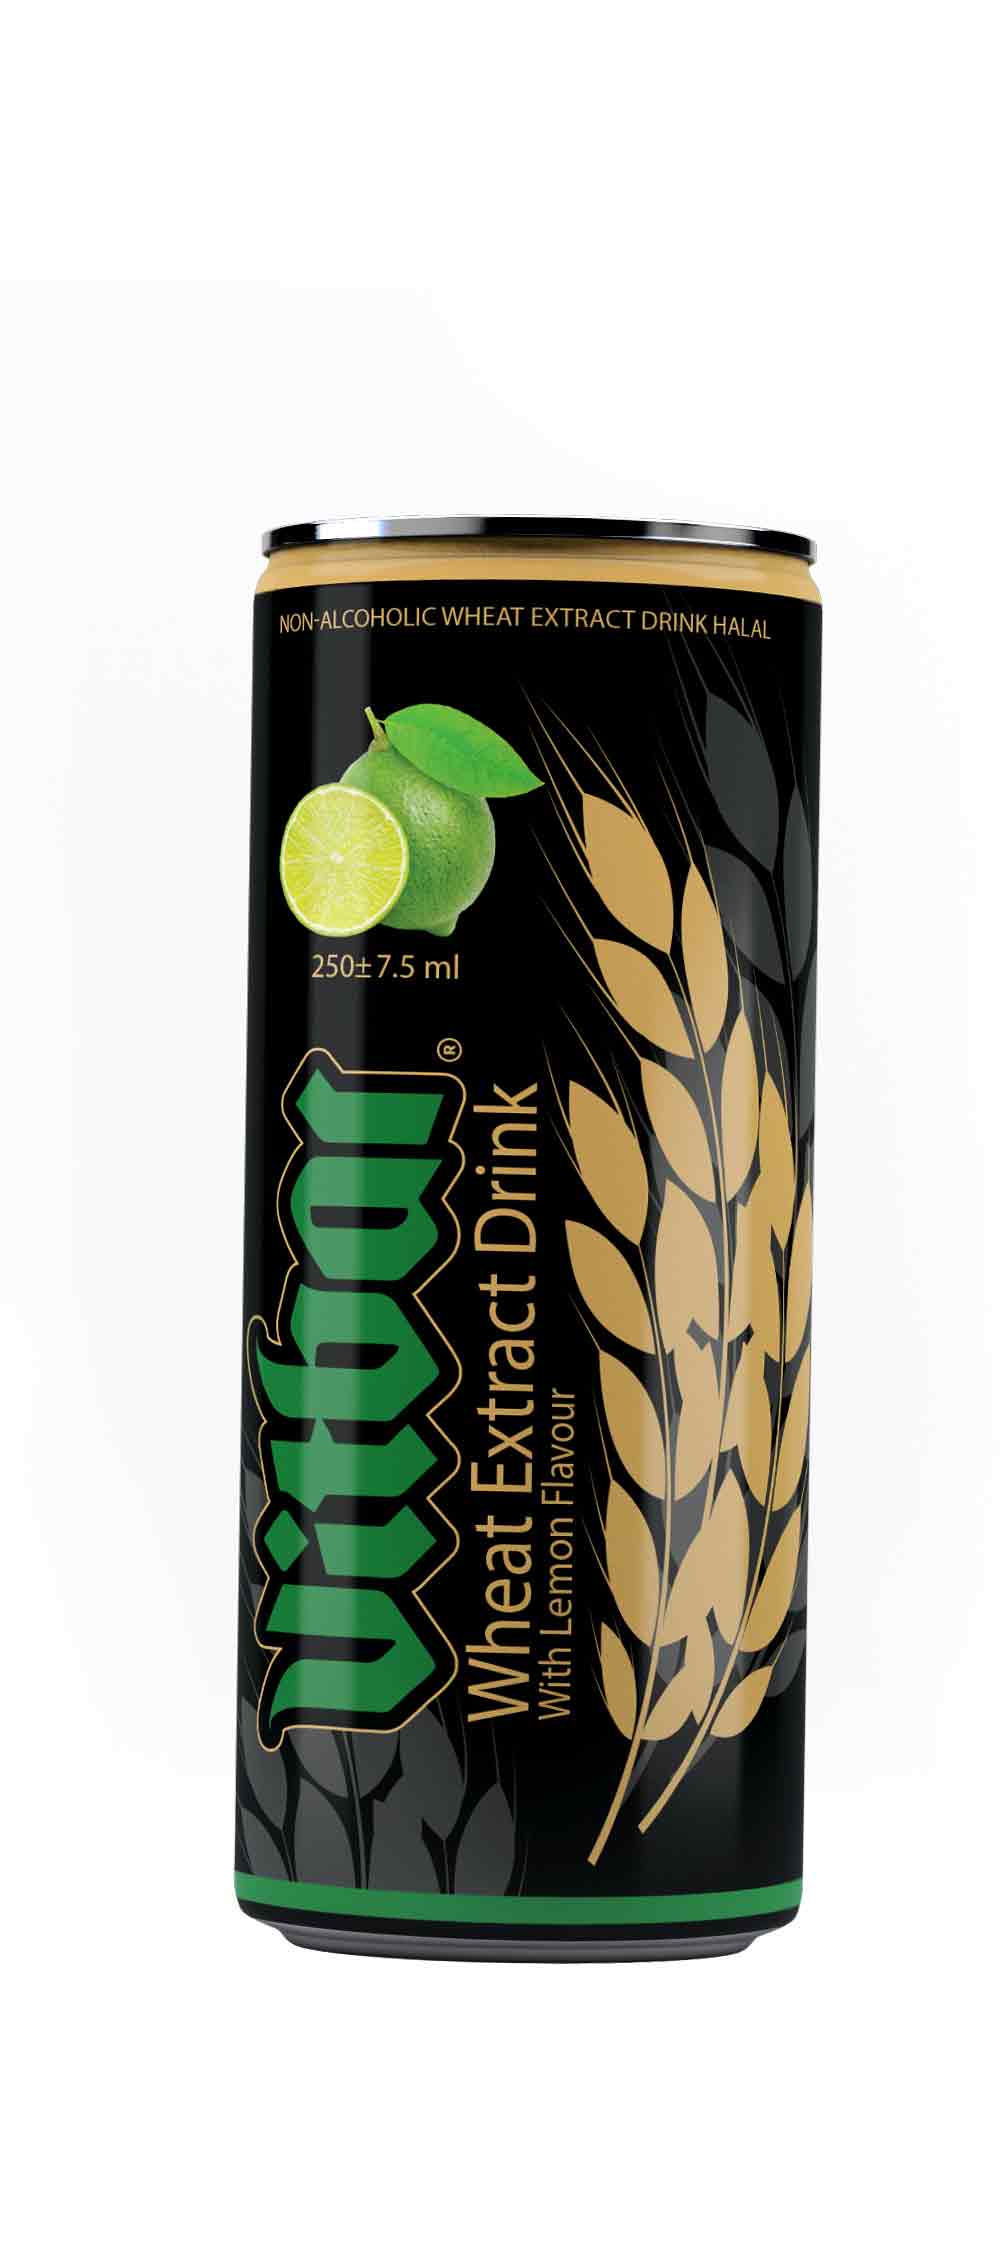 NON-ALCOHOLIC WHEAT EXTRACT DRINK HALAL
250±7.5 ml
vitbar®
Wheat Extract Drink
With Lemon Flavour